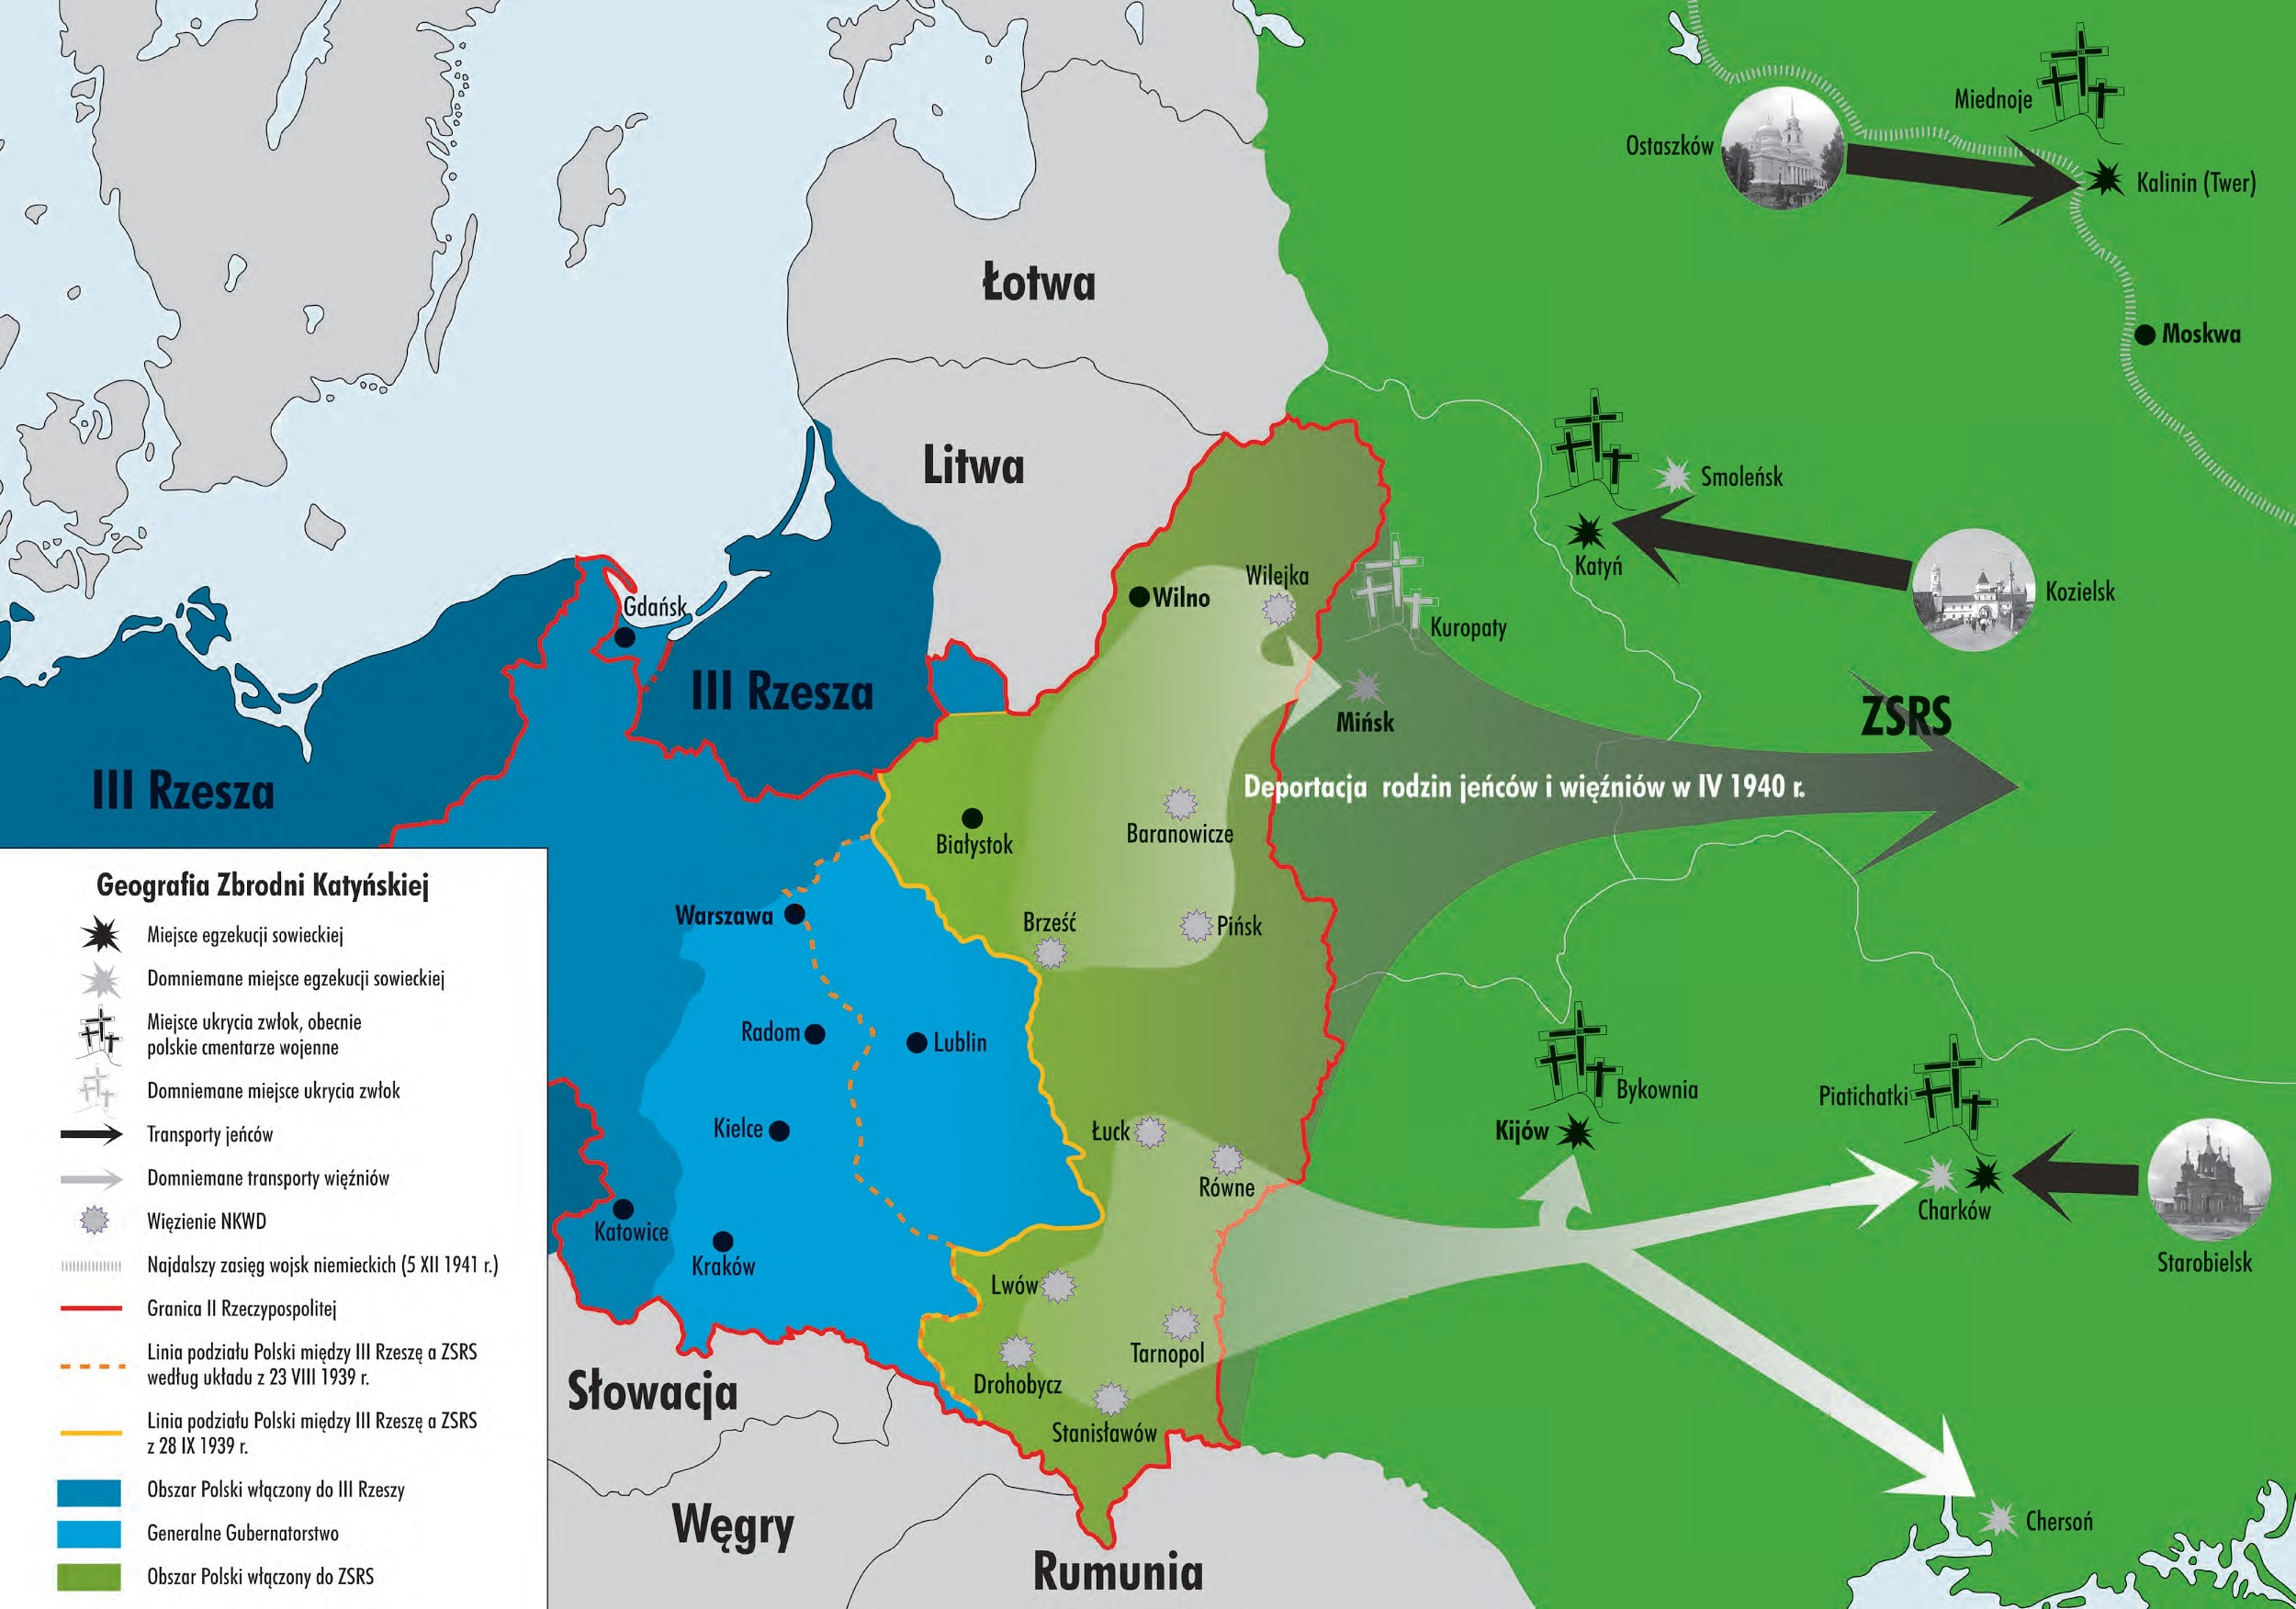 Miednoje
Ostaszków
Kalinin (Twer)
Łotwa
Moskwa
Litwa
Smoleńsk
Katyń
Kozielsk
Wilejka
Wilno
Gdańsk
Kuropaty
III Rzesza
ZSRS
Mińsk
III Rzesza
Deportacja rodzin jeńców i więźniów w IV 1940 r.
Baranowicze
Białystok
Warszawa
Brześć
Pińsk
Radom
Lublin
Bykownia
Piatichatki
Kielce
Łuck
Kijów
Równe
Charków
Katowice
Kraków
Starobielsk
Lwów
Tarnopol
Drohobycz
Słowacja
Stanisławów
Węgry
Chersoń
Rumunia
Geografia Zbrodni Katyńskiej
Miejsce egzekucji sowieckiej
Domniemane miejsce egzekucji sowieckiej
Miejsce ukrycia zwłok, obecnie
polskie cmentarze wojenne
Domniemane miejsce ukrycia zwłok
Transporty jeńców
Domniemane transporty więźniów
Więzienie NKWD
Najdalszy zasięg wojsk niemieckich (5 XII 1941 r.)
Granica II Rzeczypospolitej
Linia podziału Polski między III Rzeszę a ZSRS
według układu z 23 VIII 1939 r.
Linia podziału Polski między III Rzeszę a ZSRS
z 28 IX 1939 r.
Obszar Polski włączony do III Rzeszy
Generalne Gubernatorstwo
Obszar Polski włączony do ZSRS